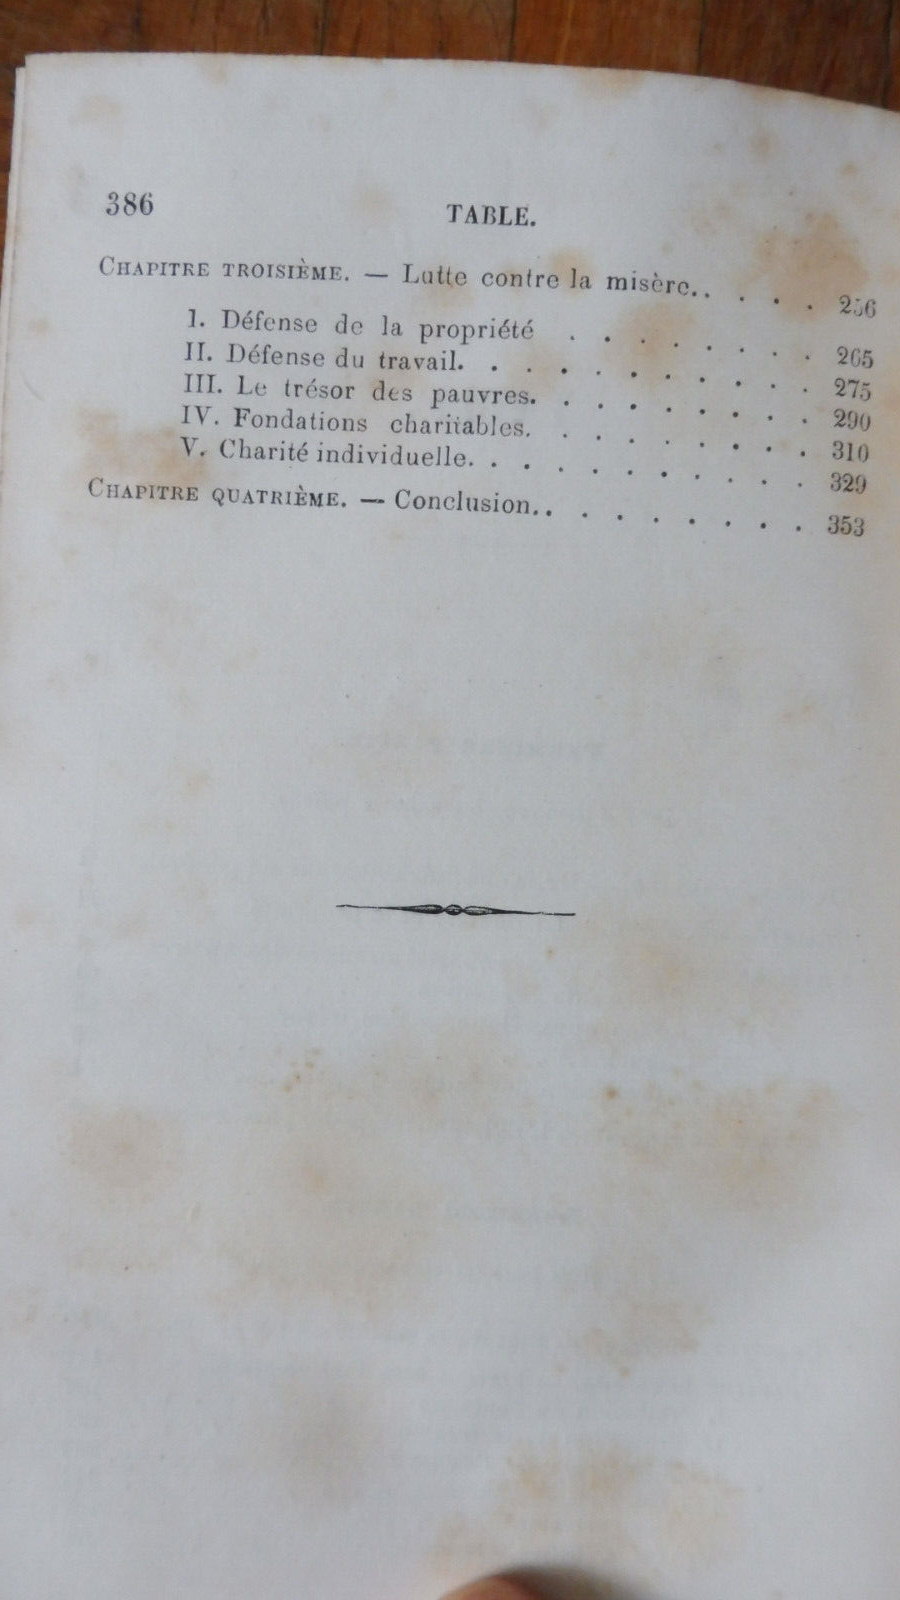 386 TABLE.
CHAPITRE TROISIÈME. — Lutte contre la misère.. . . . 256
I. Défense de la propriété . . . . . . . 265
II. Défense du travail. . . . . . . . . 275
III. Le trésor des pauvres. . . . . . . . 290
IV. Fondations charitables. . . . . . . . 310
V. Charité individuelle. . . . . . . . . 329
CHAPITRE QUATRIÈME. — Conclusion.. . . . . . . . 353